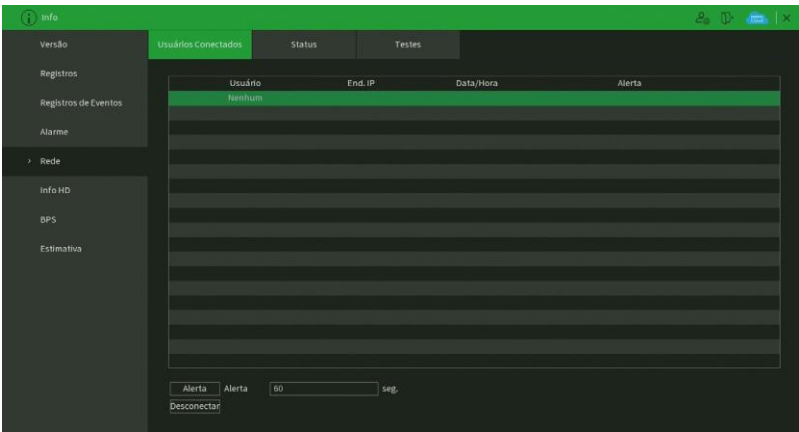 Info
Versão
Usuários Conectados Status Testes
Registros
Usuário End. IP Data/Hora Alerta
Nenhum
Registros de Eventos
Alarme
> Rede
Info HD
BPS
Estimativa
Alerta Alerta 60 seg.
Desconectar